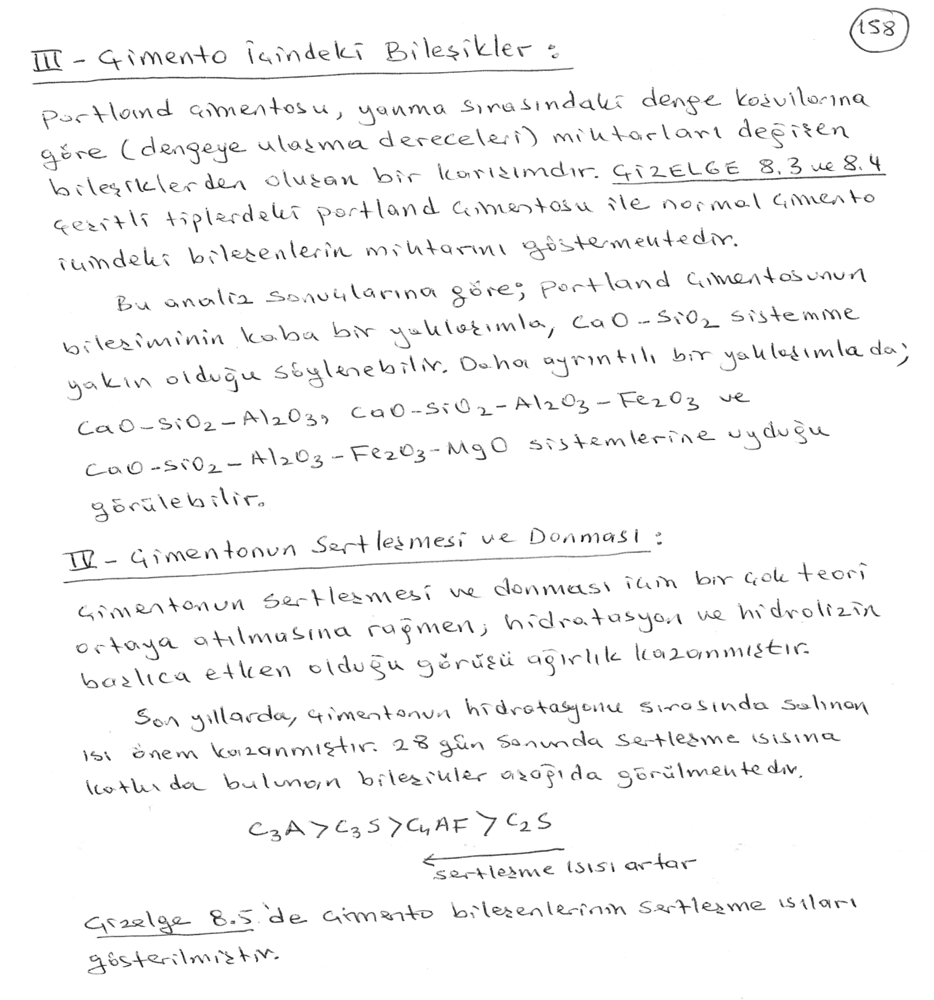 158
III - Çimento İçindeki Bileşikler :
Portland çimentosu, yanma sırasındaki denge koşullarına
göre (dengeye ulaşma dereceleri) miktarları değişen
bileşiklerden oluşan bir karışımdır. ÇİZELGE 8.3 ve 8.4
çeşitli tiplerdeki portland çimentosu ile normal çimento
içindeki bileşenlerin miktarını göstermektedir.
Bu analiz sonuçlarına göre; portland çimentosunun
bileşiminin kaba bir yaklaşımla, CaO-SiO₂ sistemine
yakın olduğu söylenebilir. Daha ayrıntılı bir yaklaşımla da;
CaO-SiO₂-Al₂O₃, CaO-SiO₂-Al₂O₃-Fe₂O₃ ve
CaO-SiO₂-Al₂O₃-Fe₂O₃-MgO sistemlerine uyduğu
görülebilir.
IV - Çimentonun Sertleşmesi ve Donması :
Çimentonun sertleşmesi ve donması için bir çok teori
ortaya atılmasına rağmen, hidratasyon ve hidrolizin
başlıca etken olduğu görüşü ağırlık kazanmıştır.
Son yıllarda, çimentonun hidratasyonu sırasında salınan
ısı önem kazanmıştır. 28 gün sonunda sertleşme ısısına
katkıda bulunan bileşikler aşağıda görülmektedir.
C₃A > C₃S > C₄AF > C₂S
←
sertleşme ısısı artar
Çizelge 8.5'de çimento bileşenlerinin sertleşme ısıları
gösterilmiştir.